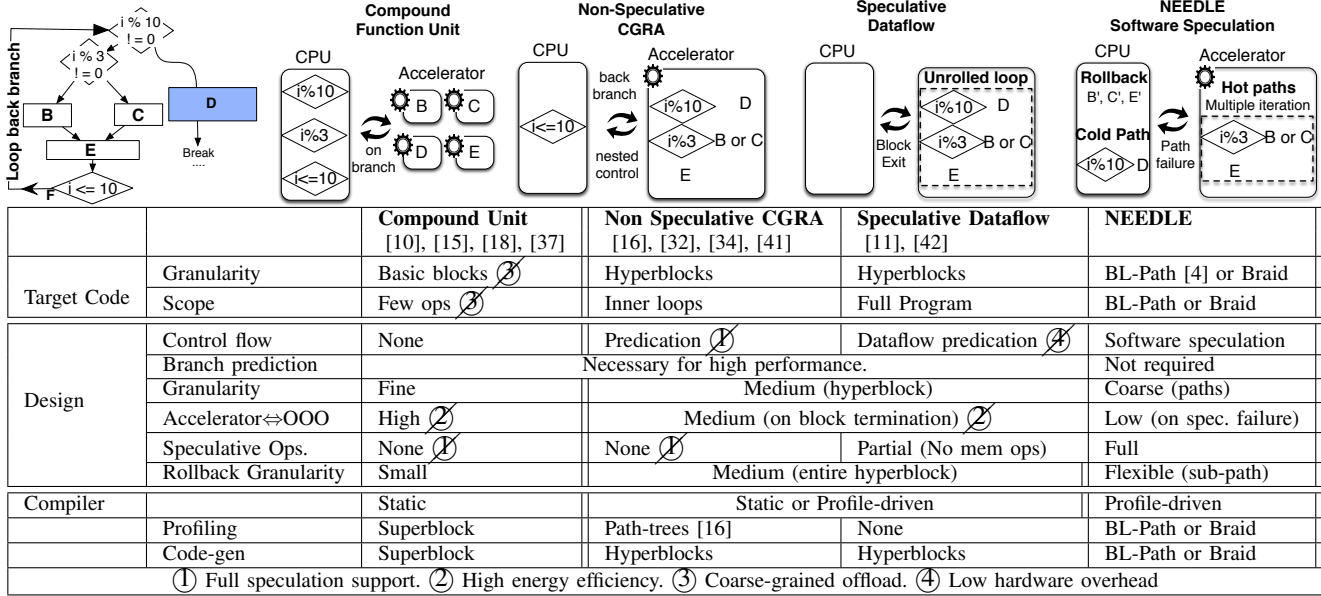 Compound
Function Unit
Non-Speculative
CGRA
Speculative
Dataflow
NEEDLE
Software Speculation
Loop back branch
i % 10
! = 0
i % 3
! = 0
B
C
D
E
Break
....
F
i <= 10
CPU
i%10
i%3
i<=10
on
branch
Accelerator
B
C
D
E
CPU
i<=10
back
branch
nested
control
Accelerator
i%10
D
i%3
B or C
E
CPU
Block
Exit
Unrolled loop
i%10
D
i%3
B or C
E
CPU
Rollback
B', C', E'
Cold Path
i%10
D
Path
failure
Accelerator
Hot paths
Multiple iteration
i%3
B or C
E
Compound Unit Non Speculative CGRA Speculative Dataflow NEEDLE
[10], [15], [18], [37] [16], [32], [34], [41] [11], [42]
Target Code
Granularity Basic blocks ③ Hyperblocks Hyperblocks BL-Path [4] or Braid
Scope Few ops ③ Inner loops Full Program BL-Path or Braid
Design
Control flow None Predication ① Dataflow predication ④ Software speculation
Branch prediction Necessary for high performance. Not required
Granularity Fine Medium (hyperblock) Coarse (paths)
Accelerator⇔OOO High ② Medium (on block termination) ② Low (on spec. failure)
Speculative Ops. None ① None ① Partial (No mem ops) Full
Rollback Granularity Small Medium (entire hyperblock) Flexible (sub-path)
Compiler Static Static or Profile-driven Profile-driven
Profiling Superblock Path-trees [16] None BL-Path or Braid
Code-gen Superblock Hyperblocks Hyperblocks BL-Path or Braid
① Full speculation support. ② High energy efficiency. ③ Coarse-grained offload. ④ Low hardware overhead